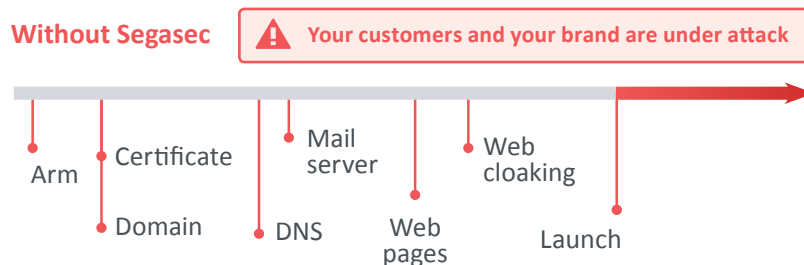 Without Segasec
Your customers and your brand are under attack
Arm
Certificate
Domain
DNS
Mail
server
Web
pages
Web
cloaking
Launch